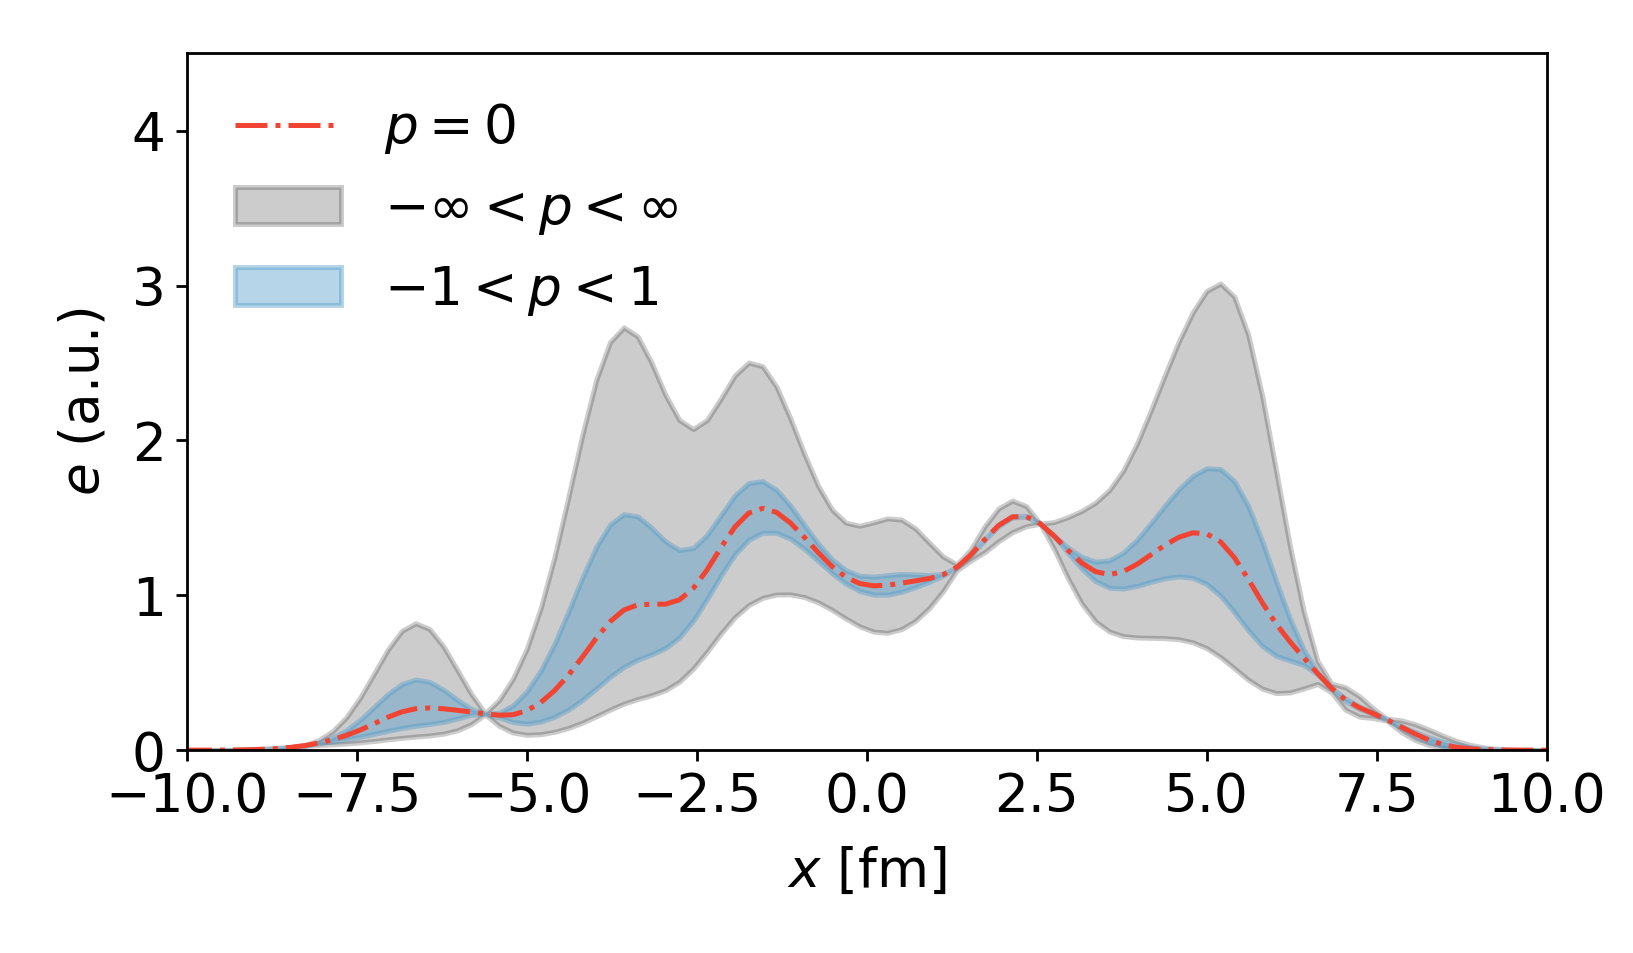 p = 0
−∞ < p < ∞
−1 < p < 1
e (a.u.)
4
3
2
1
0
−10.0 −7.5 −5.0 −2.5 0.0 2.5 5.0 7.5 10.0
x [fm]